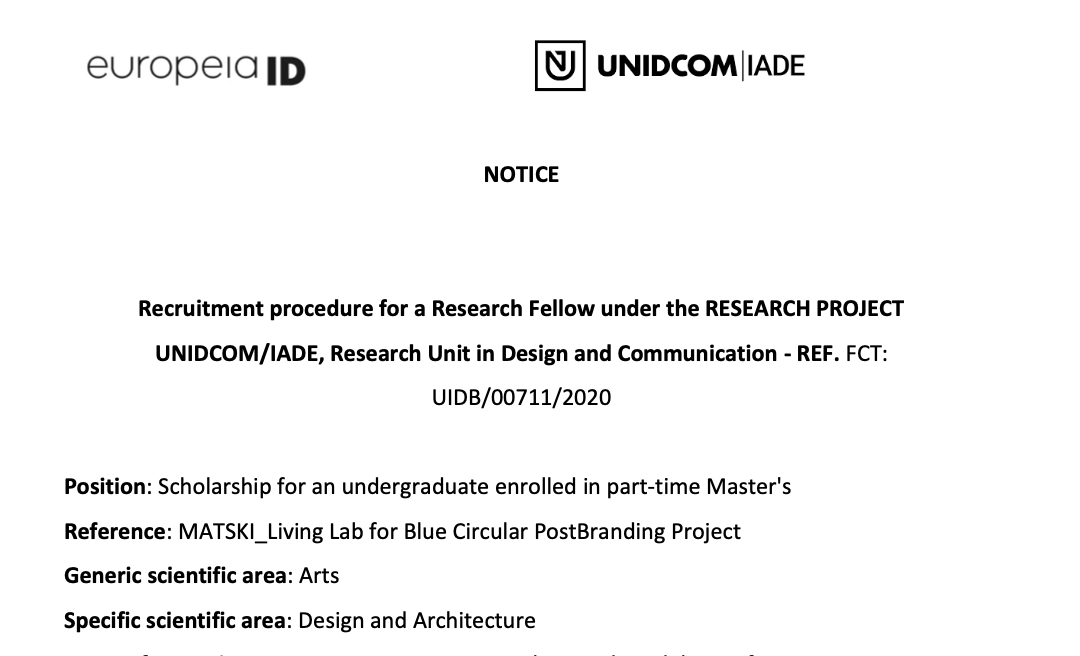 europeia ID
UNIDCOM|IADE
NOTICE
Recruitment procedure for a Research Fellow under the RESEARCH PROJECT
UNIDCOM/IADE, Research Unit in Design and Communication - REF. FCT:
UIDB/00711/2020
Position: Scholarship for an undergraduate enrolled in part-time Master's
Reference: MATSKI_Living Lab for Blue Circular PostBranding Project
Generic scientific area: Arts
Specific scientific area: Design and Architecture